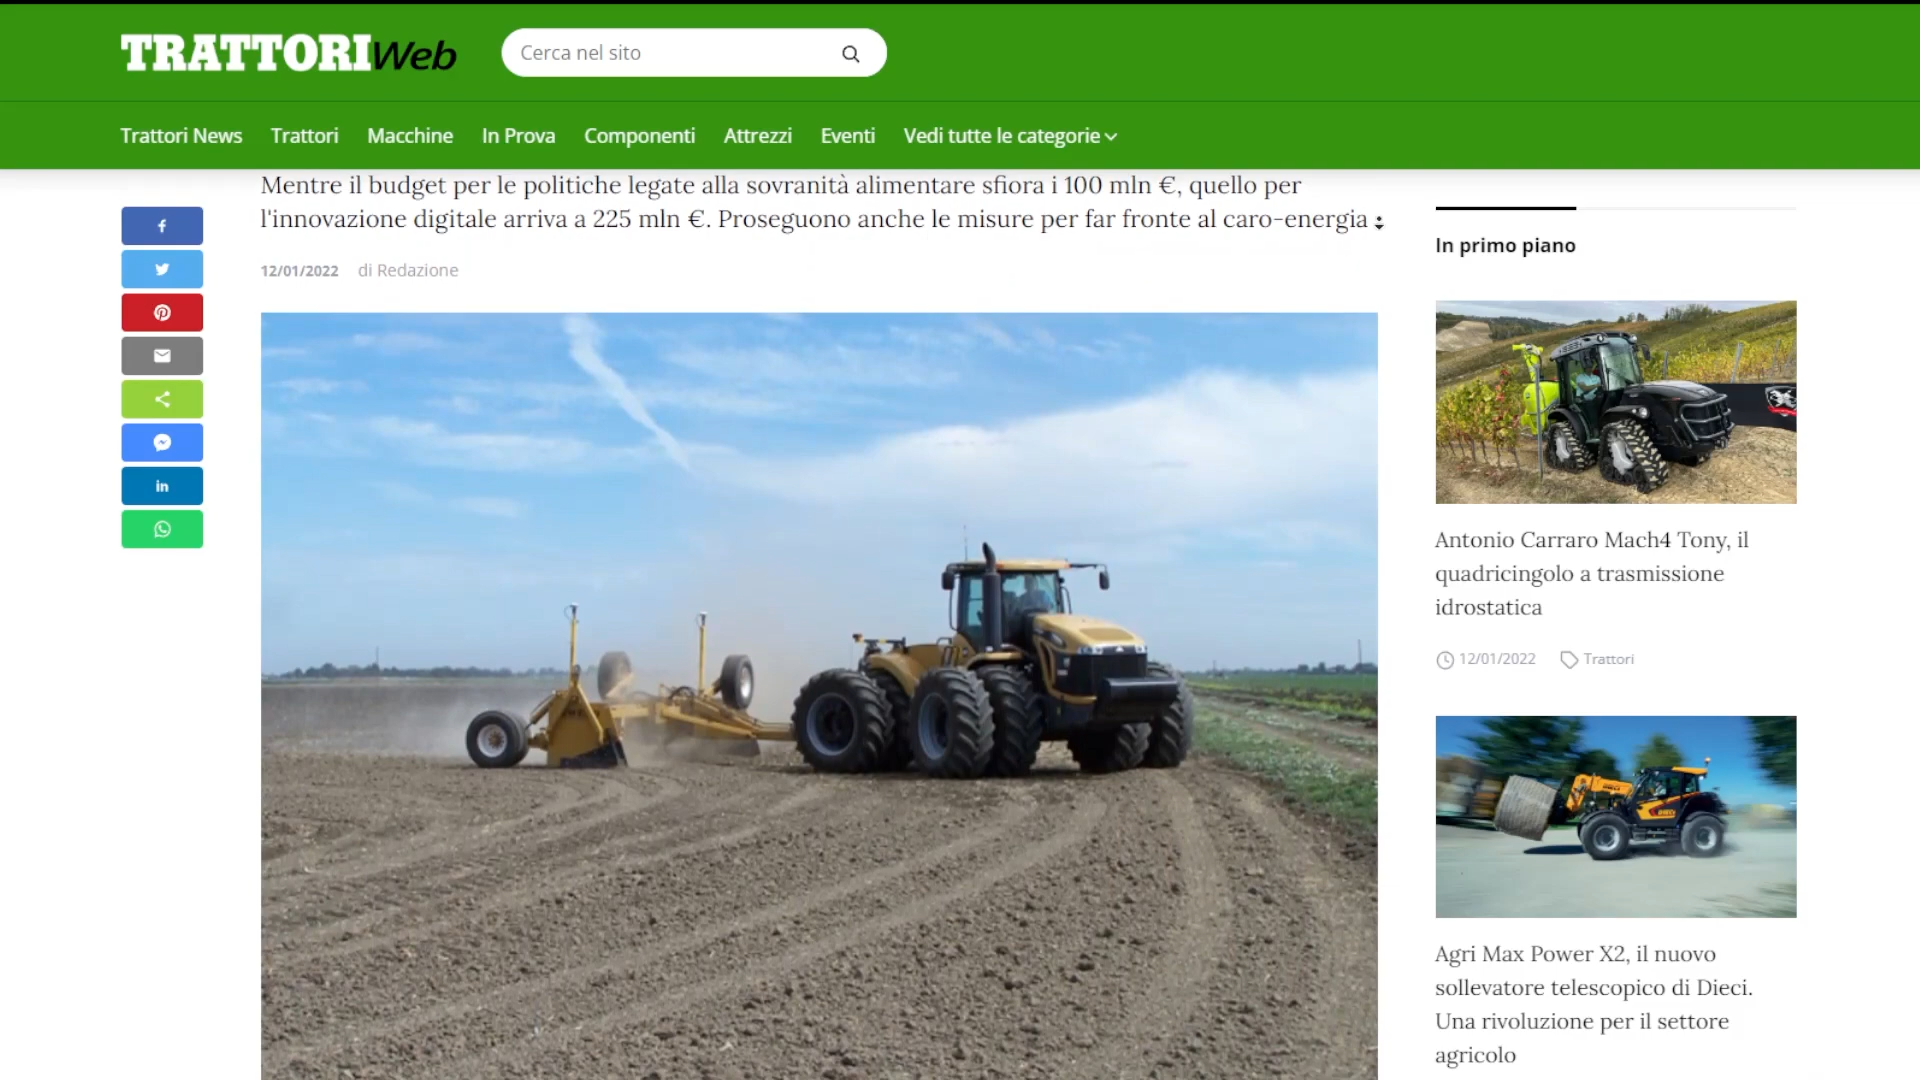 TRATTORIWeb
Cerca nel sito
Trattori News
Trattori
Macchine
In Prova
Componenti
Attrezzi
Eventi
Vedi tutte le categorie
Mentre il budget per le politiche legate alla sovranità alimentare sfiora i 100 mln €, quello per
l'innovazione digitale arriva a 225 mln €. Proseguono anche le misure per far fronte al caro-energia
12/01/2022 di Redazione
In primo piano
Antonio Carraro Mach4 Tony, il
quadricingolo a trasmissione
idrostatica
12/01/2022 Trattori
Agri Max Power X2, il nuovo
sollevatore telescopico di Dieci.
Una rivoluzione per il settore
agricolo